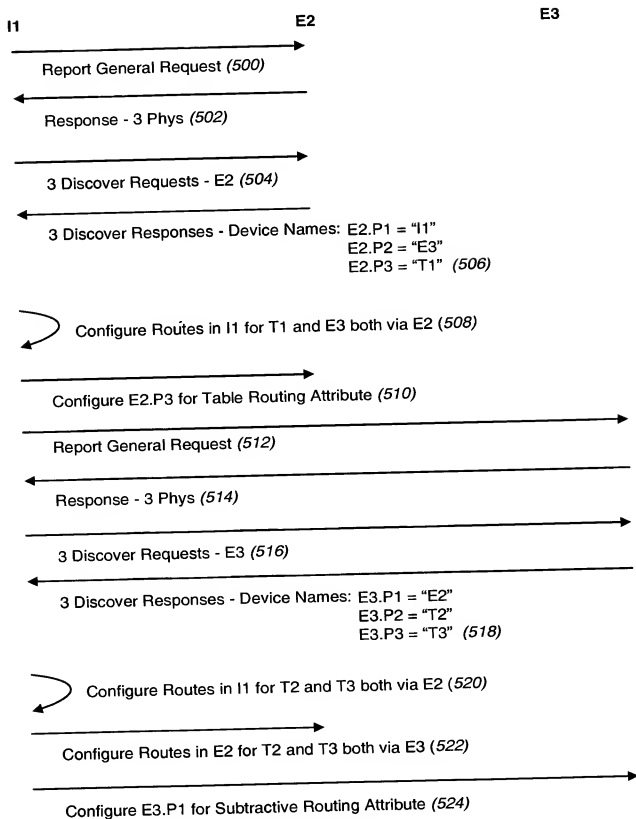 I1 E2 E3
Report General Request (500)
Response - 3 Phys (502)
3 Discover Requests - E2 (504)
3 Discover Responses - Device Names: E2.P1 = “I1”
E2.P2 = “E3”
E2.P3 = “T1” (506)
Configure Routes in I1 for T1 and E3 both via E2 (508)
Configure E2.P3 for Table Routing Attribute (510)
Report General Request (512)
Response - 3 Phys (514)
3 Discover Requests - E3 (516)
3 Discover Responses - Device Names: E3.P1 = “E2”
E3.P2 = “T2”
E3.P3 = “T3” (518)
Configure Routes in I1 for T2 and T3 both via E2 (520)
Configure Routes in E2 for T2 and T3 both via E3 (522)
Configure E3.P1 for Subtractive Routing Attribute (524)